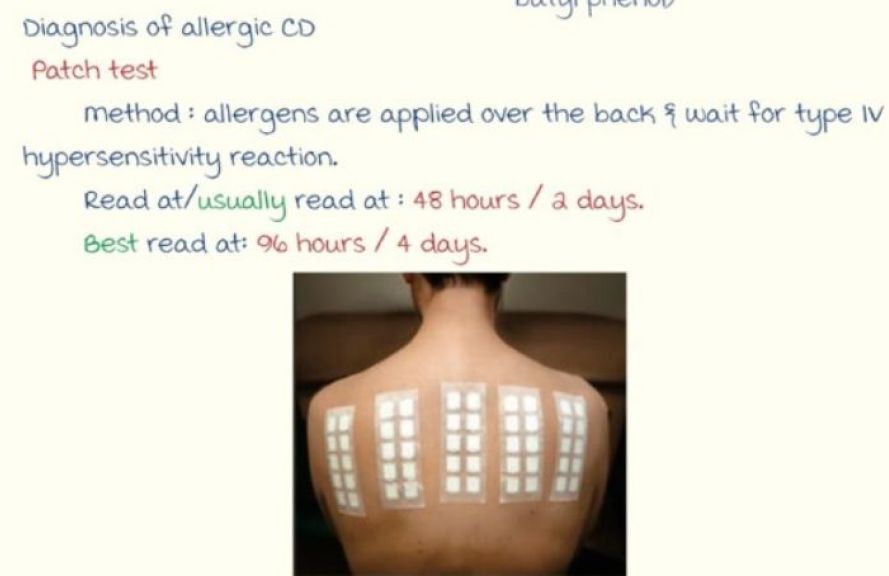 Diagnosis of allergic CD
Patch test
method : allergens are applied over the back & wait for type IV
hypersensitivity reaction.
Read at/usually read at : 48 hours / 2 days.
Best read at: 96 hours / 4 days.